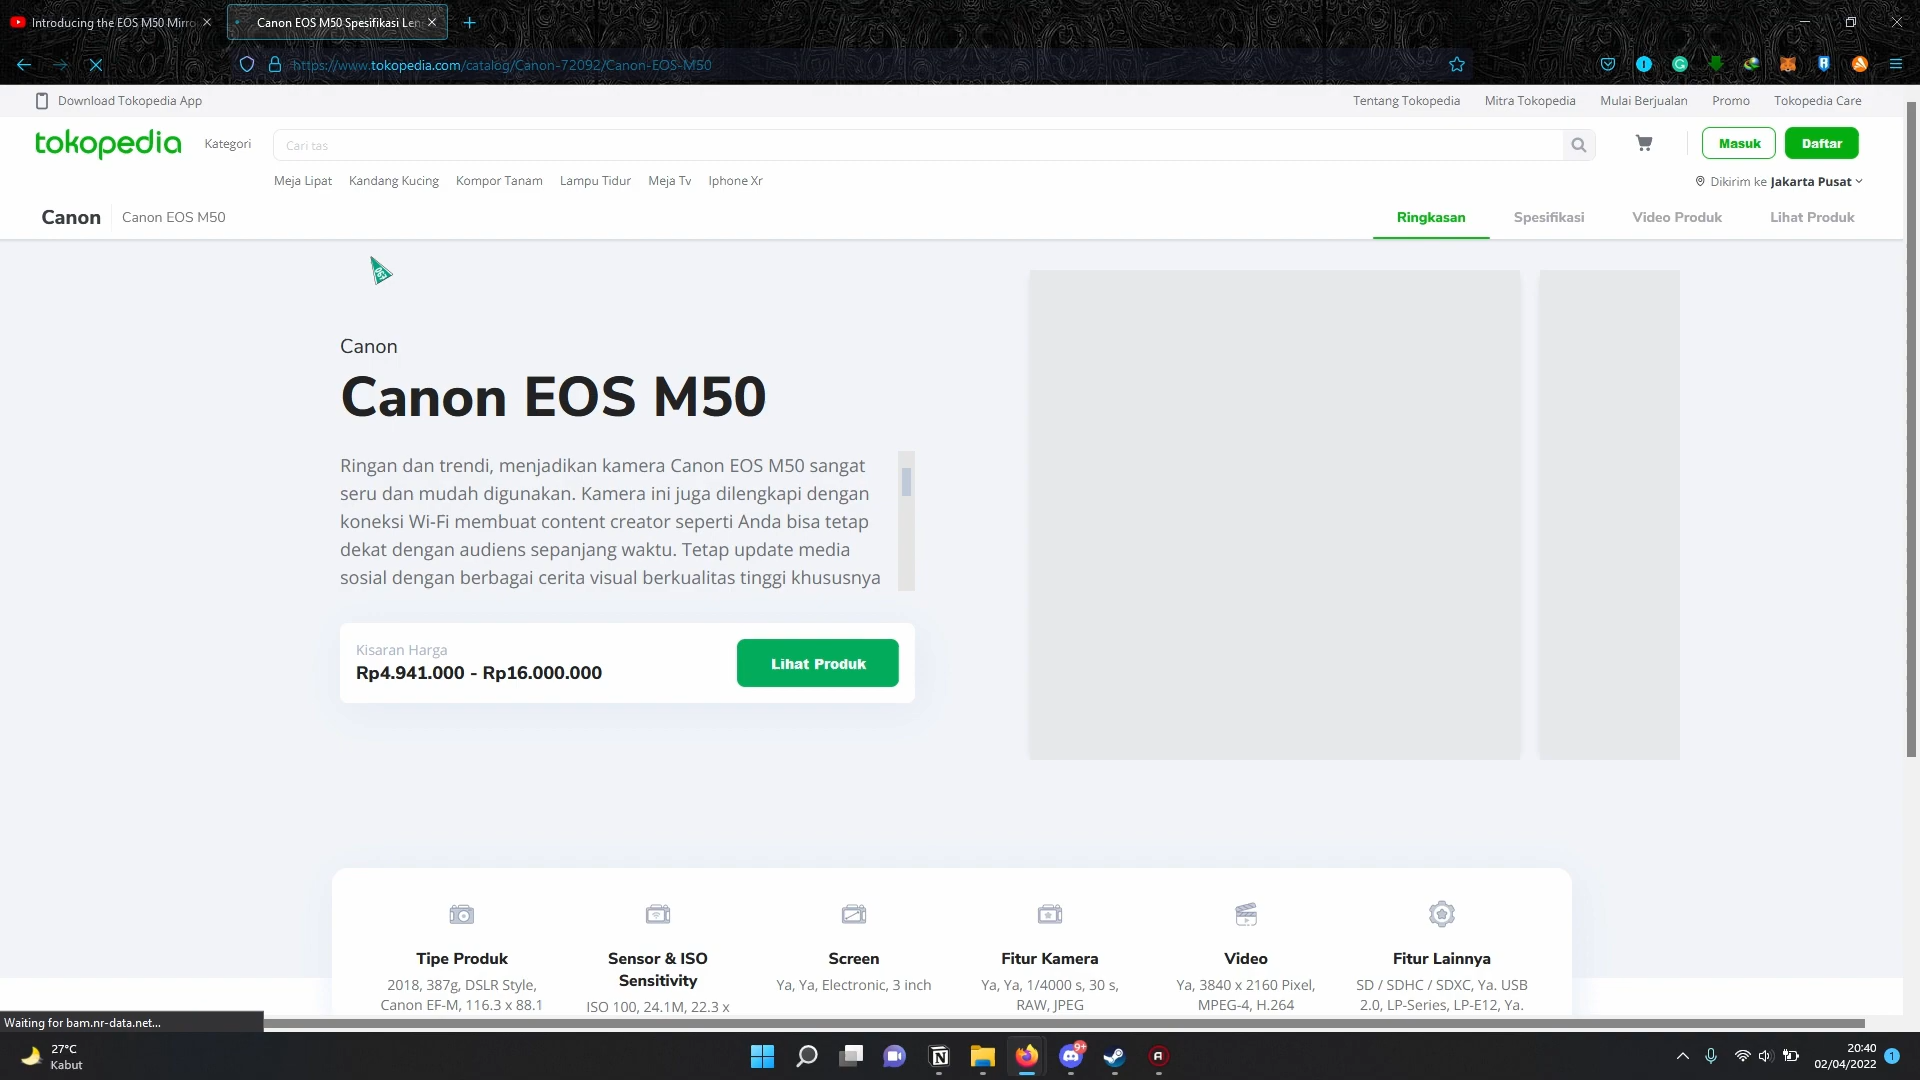 Introducing the EOS M50 Mirro
Canon EOS M50 Spesifikasi Len
https://www.tokopedia.com/catalog/Canon-72092/Canon-EOS-M50
Download Tokopedia App
Tentang Tokopedia
Mitra Tokopedia
Mulai Berjualan
Promo
Tokopedia Care
tokopedia
Kategori
Cari tas
Masuk
Daftar
Meja Lipat
Kandang Kucing
Kompor Tanam
Lampu Tidur
Meja Tv
Iphone Xr
Dikirim ke Jakarta Pusat
Canon
Canon EOS M50
Ringkasan
Spesifikasi
Video Produk
Lihat Produk
Canon
Canon EOS M50
Ringan dan trendi, menjadikan kamera Canon EOS M50 sangat
seru dan mudah digunakan. Kamera ini juga dilengkapi dengan
koneksi Wi-Fi membuat content creator seperti Anda bisa tetap
dekat dengan audiens sepanjang waktu. Tetap update media
sosial dengan berbagai cerita visual berkualitas tinggi khususnya
Kisaran Harga
Rp4.941.000 - Rp16.000.000
Lihat Produk
Tipe Produk
2018, 387g, DSLR Style,
Canon EF-M, 116.3 x 88.1
Sensor & ISO
Sensitivity
ISO 100, 24.1M, 22.3 x
Screen
Ya, Ya, Electronic, 3 inch
Fitur Kamera
Ya, Ya, 1/4000 s, 30 s,
RAW, JPEG
Video
Ya, 3840 x 2160 Pixel,
MPEG-4, H.264
Fitur Lainnya
SD / SDHC / SDXC, Ya. USB
2.0, LP-Series, LP-E12, Ya.
Waiting for bam.nr-data.net...
27°C
Kabut
9+
20:40
02/04/2022
1